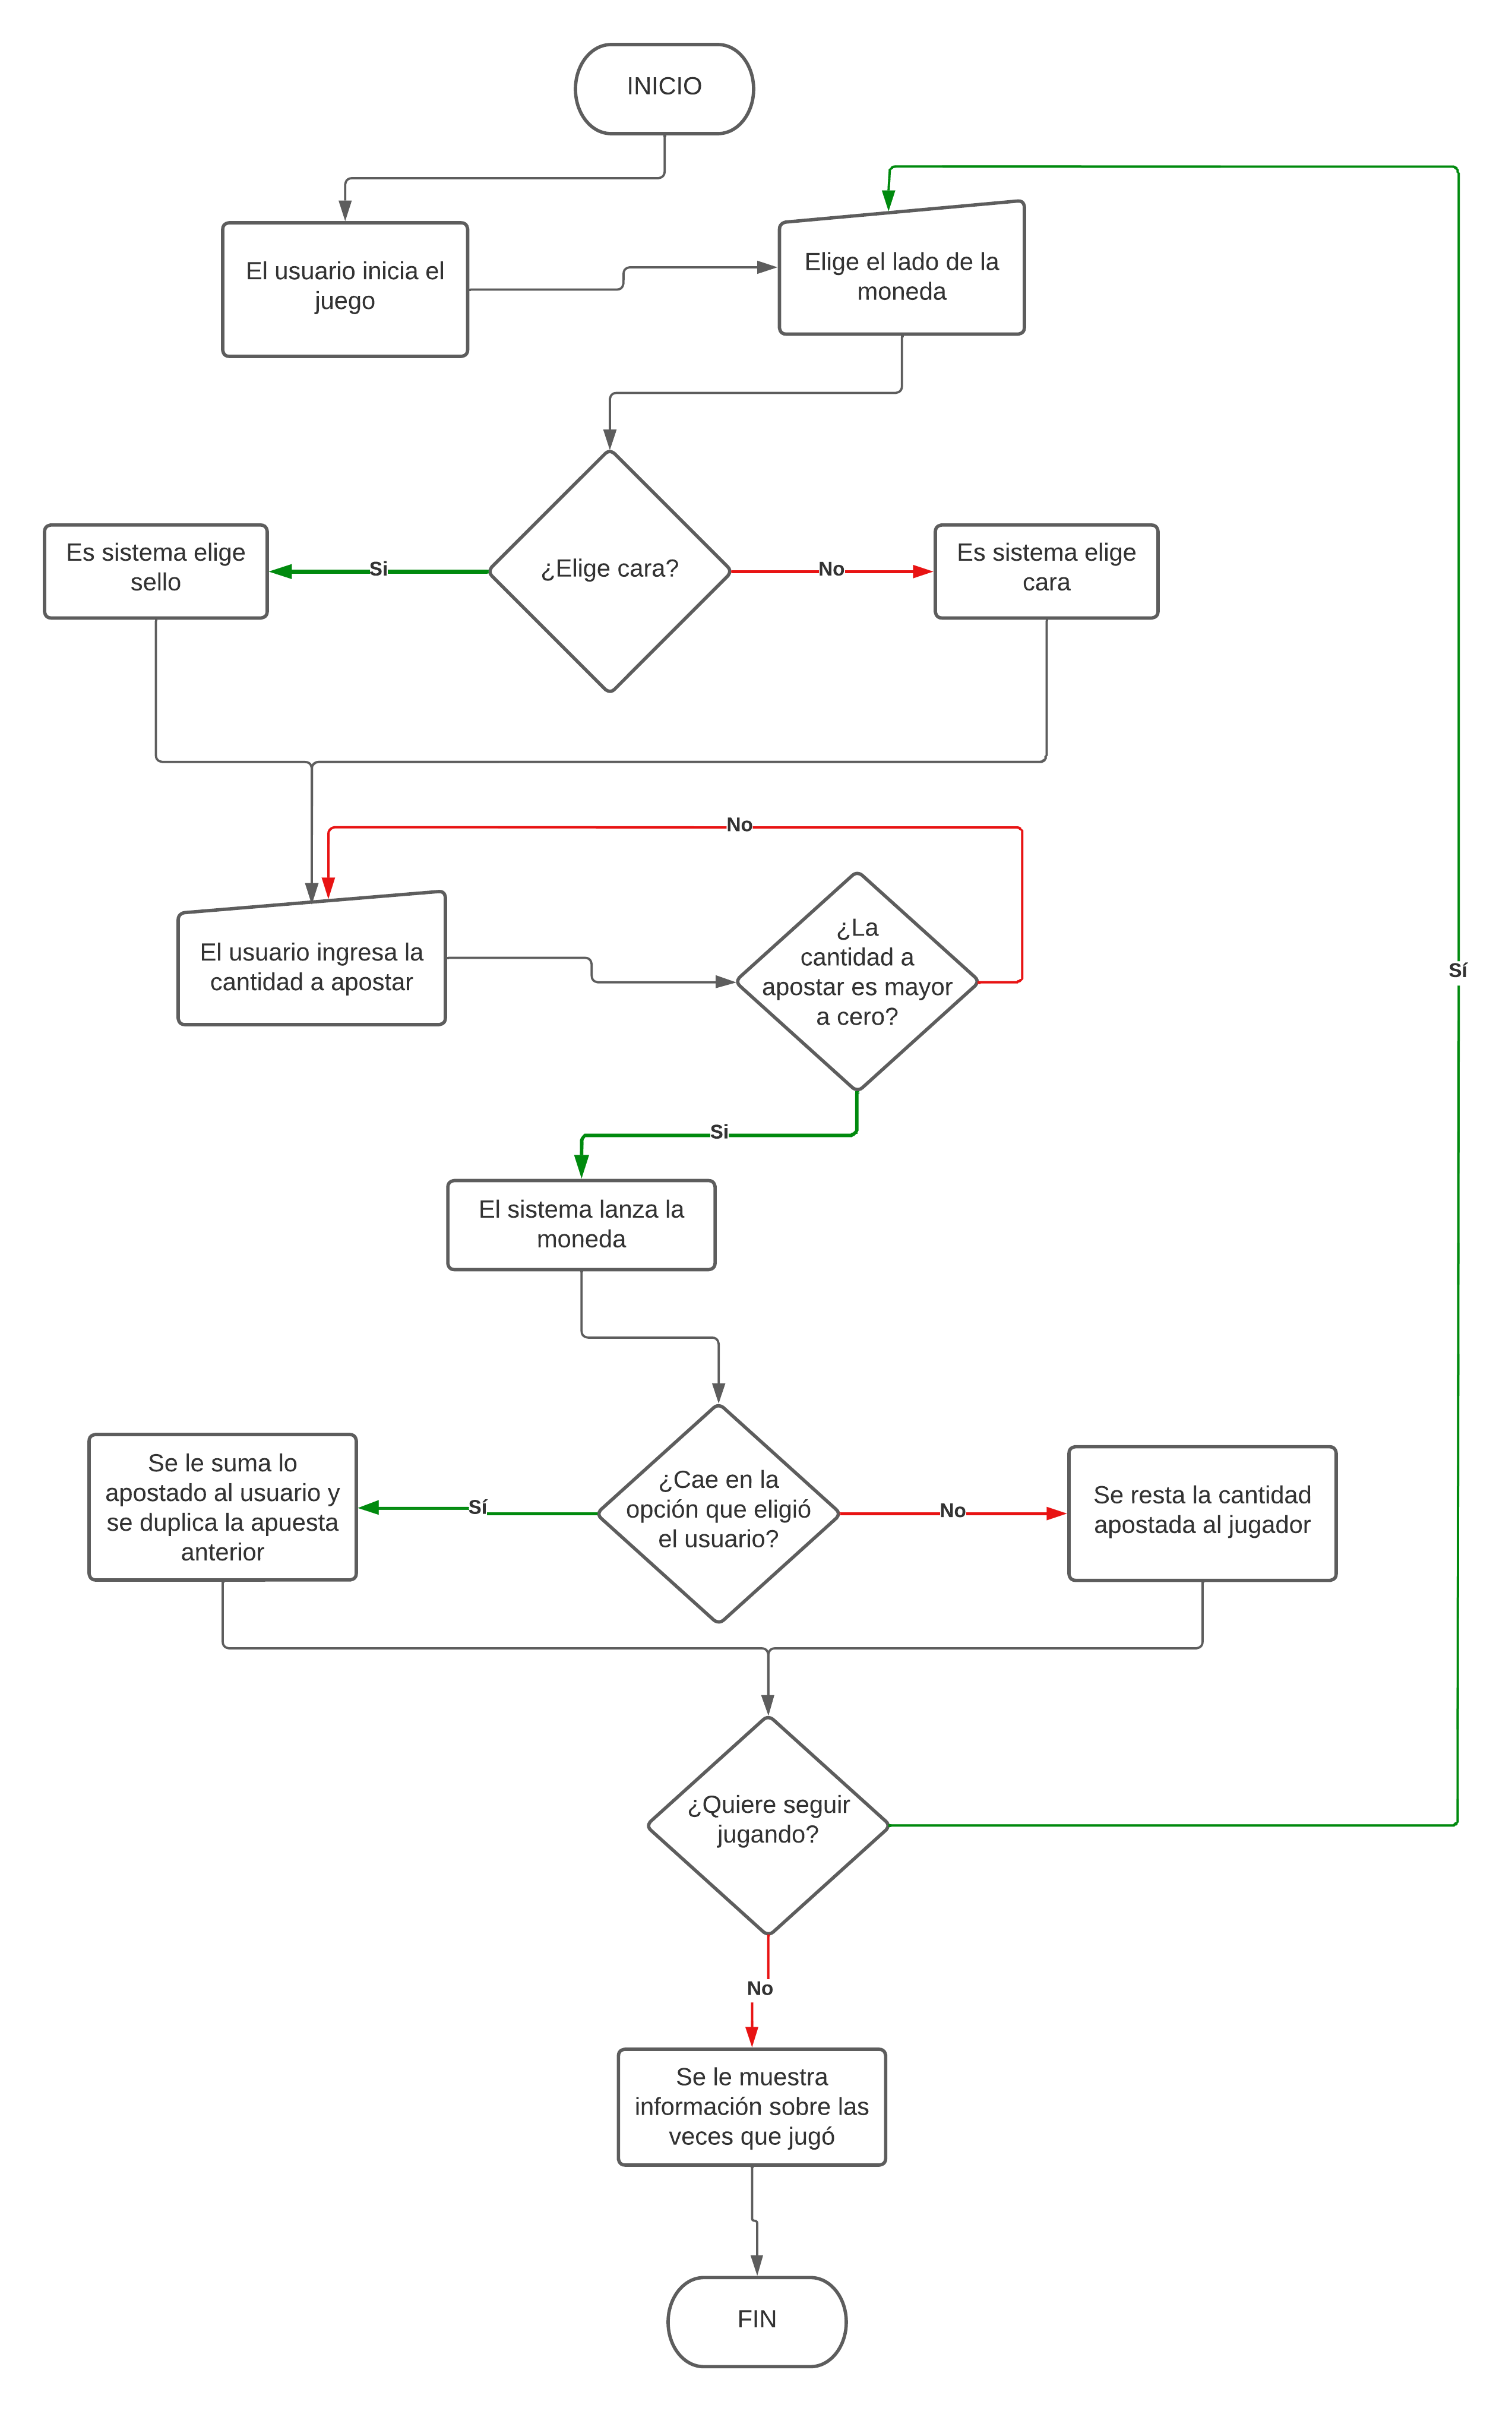 INICIO
El usuario inicia el
juego
Elige el lado de la
moneda
¿Elige cara?
Si
No
Es sistema elige
sello
Es sistema elige
cara
No
El usuario ingresa la
cantidad a apostar
¿La
cantidad a
apostar es mayor
a cero?
Sí
Si
El sistema lanza la
moneda
¿Cae en la
opción que eligió
el usuario?
Sí
No
Se le suma lo
apostado al usuario y
se duplica la apuesta
anterior
Se resta la cantidad
apostada al jugador
¿Quiere seguir
jugando?
No
Se le muestra
información sobre las
veces que jugó
FIN